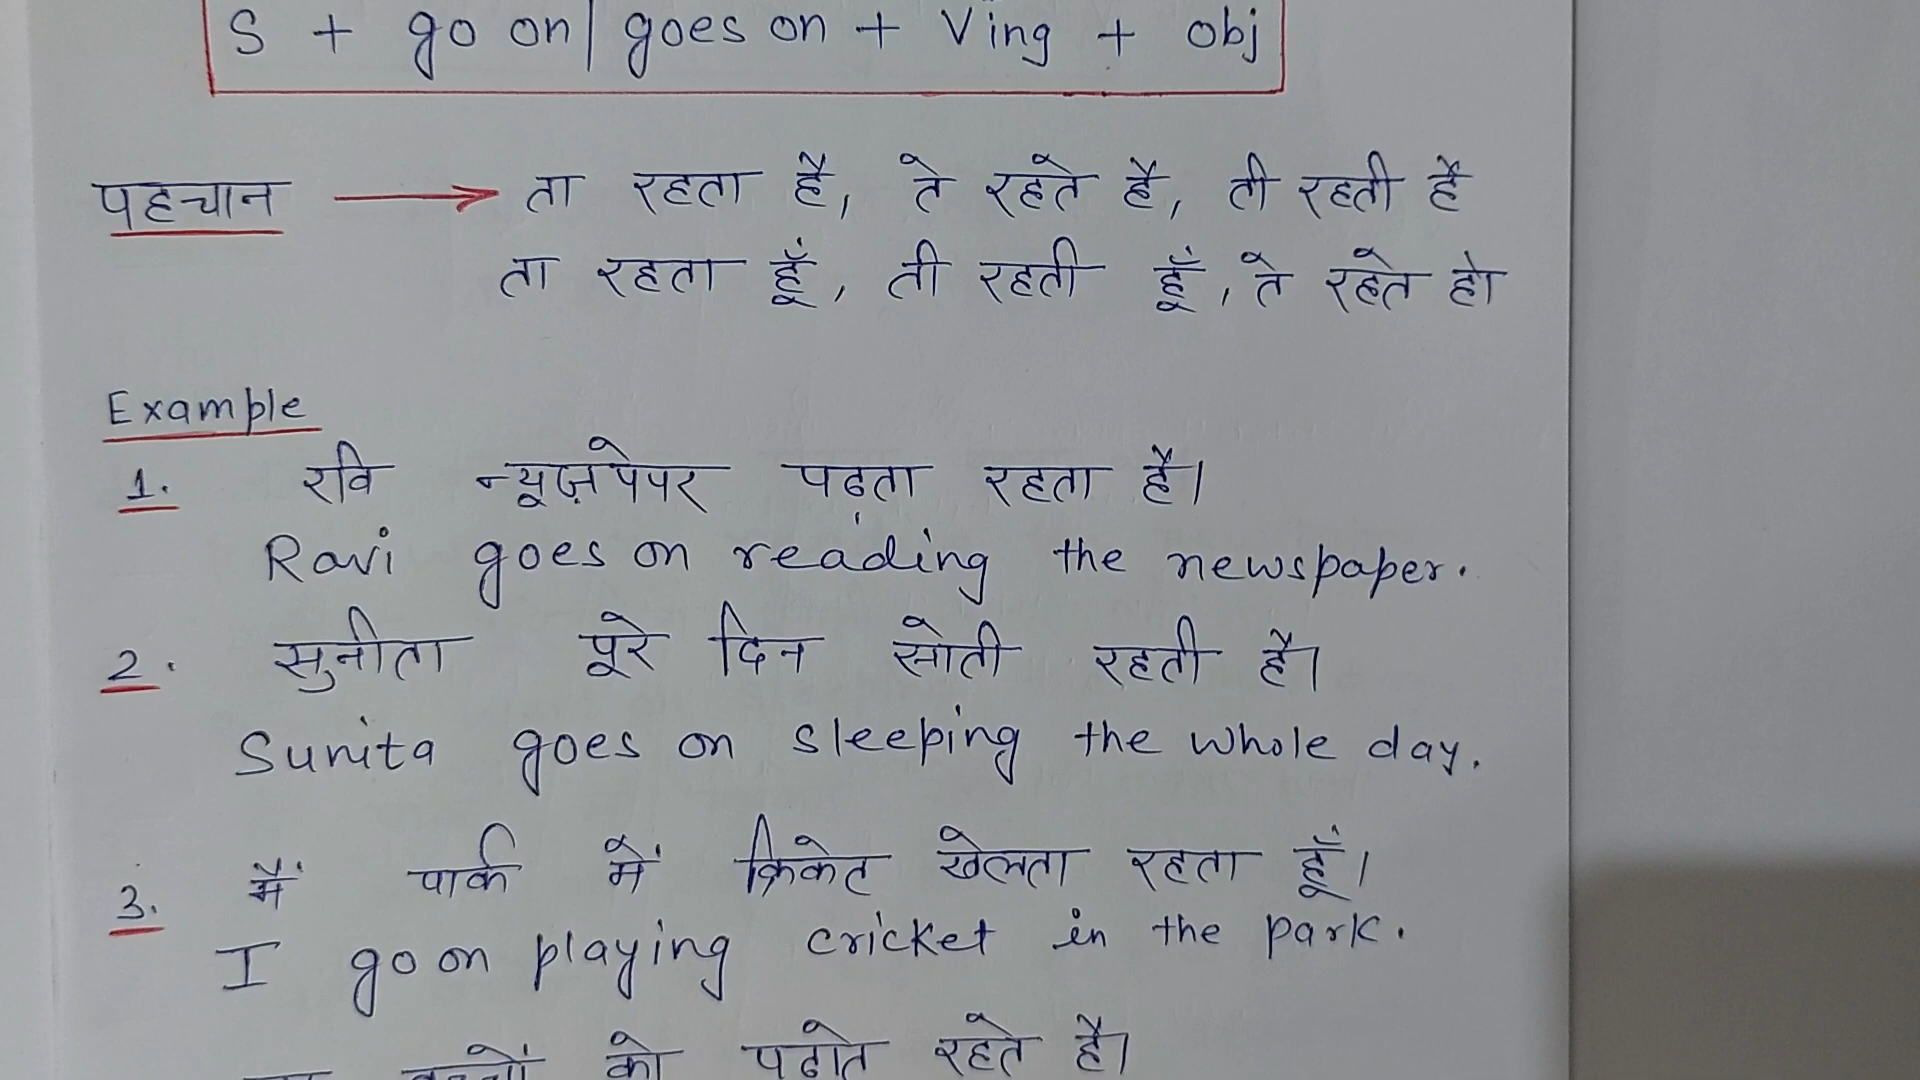 S + go on | goes on + Ving + obj
पहचान → ता रहता है, ते रहते है, ती रहती है
ता रहता हूँ, ती रहती हूँ, ते रहते हो
Example
1. रवि न्यूज़पेपर पढ़ता रहता है।
Ravi goes on reading the newspaper.
2. सुनीता पूरे दिन सोती रहती है।
Sunita goes on sleeping the whole day.
3. मैं पार्क में क्रिकेट खेलता रहता हूँ।
I go on playing cricket in the park.
बच्चों को पढ़ाते रहते है।